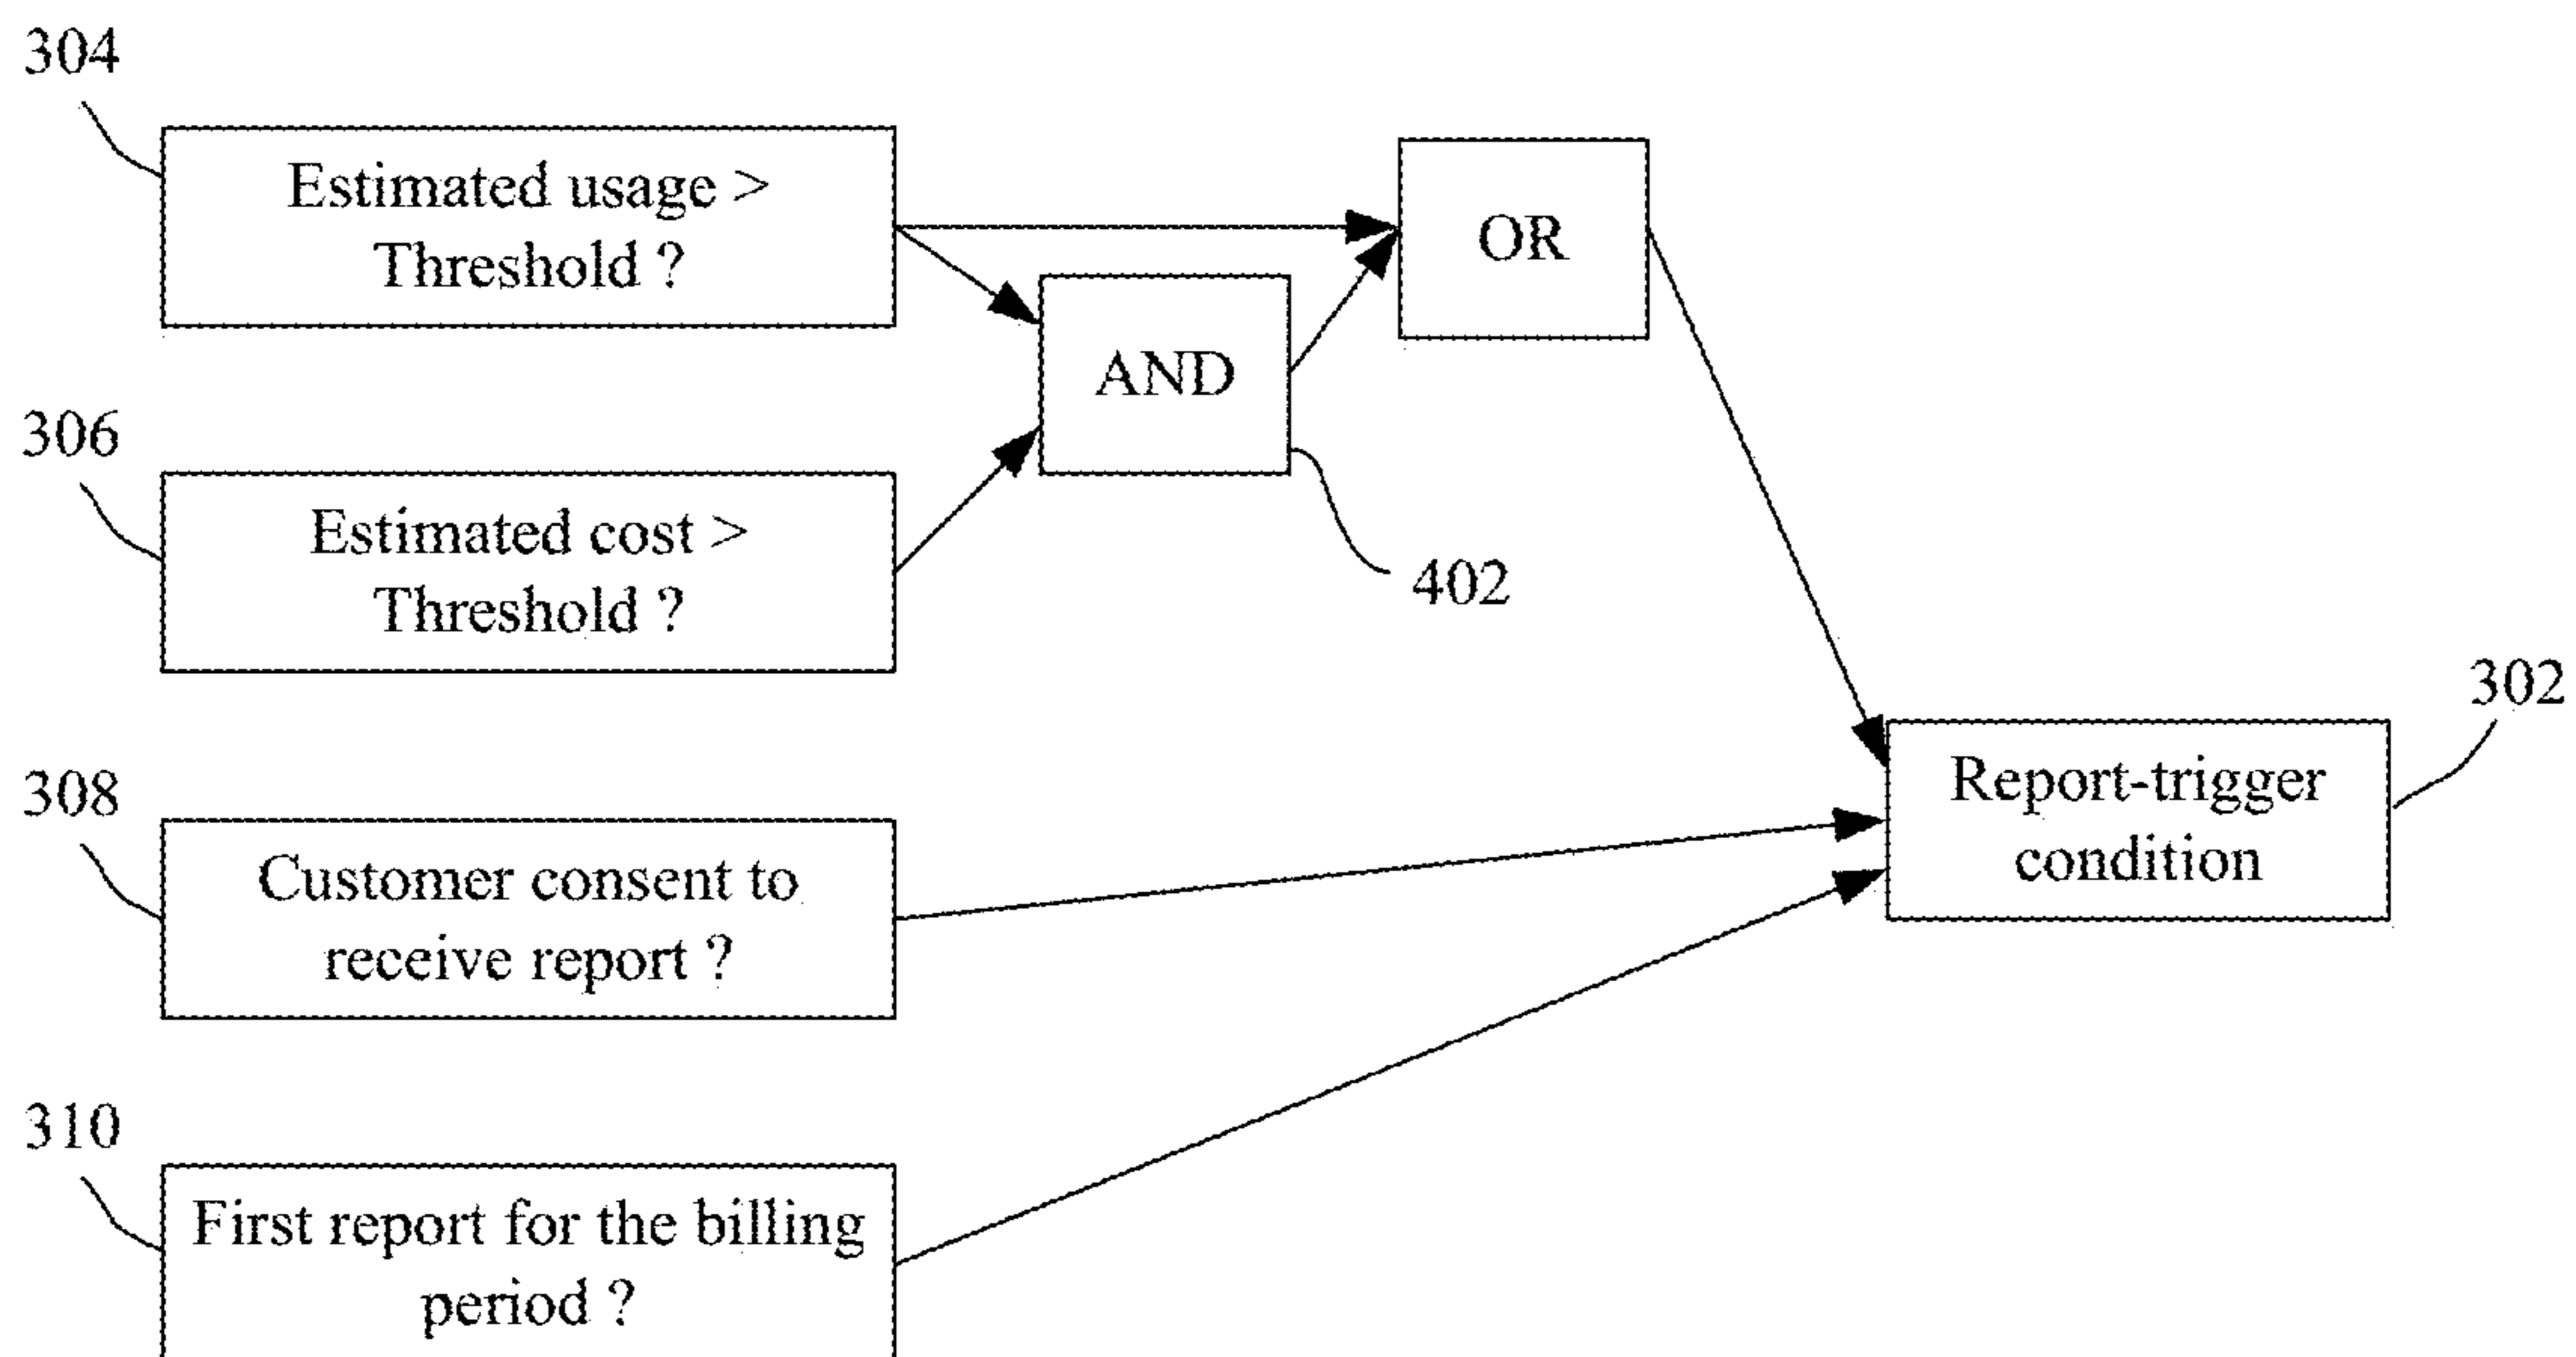 304
Estimated usage >
Threshold ?
OR
AND
306
Estimated cost >
Threshold ?
402
302
Report-trigger
condition
308
Customer consent to
receive report ?
310
First report for the billing
period ?